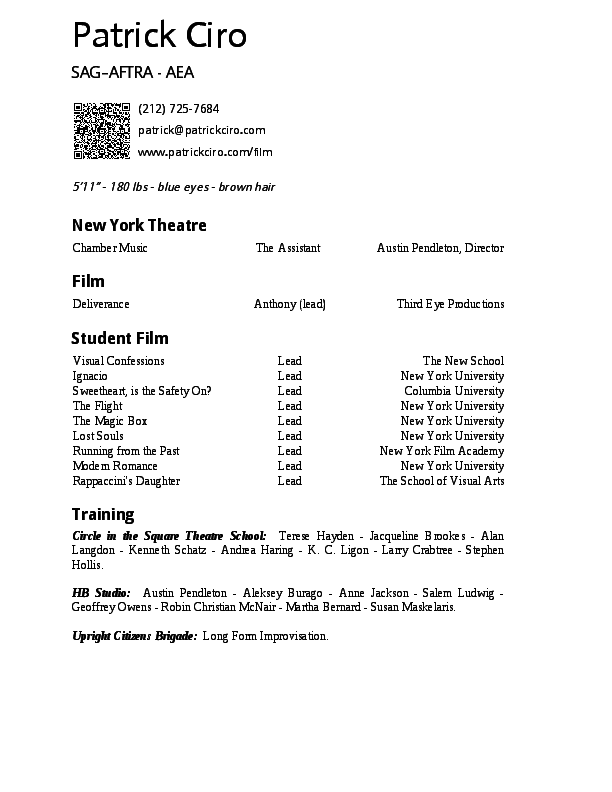 Patrick Ciro
SAG-AFTRA - AEA
(212) 725-7684
patrick@patrickciro.com
www.patrickciro.com/film
5'11" - 180 lbs - blue eyes - brown hair
New York Theatre
Chamber Music The Assistant Austin Pendleton, Director
Film
Deliverance Anthony (lead) Third Eye Productions
Student Film
Visual Confessions Lead The New School
Ignacio Lead New York University
Sweetheart, is the Safety On? Lead Columbia University
The Flight Lead New York University
The Magic Box Lead New York University
Lost Souls Lead New York University
Running from the Past Lead New York Film Academy
Modern Romance Lead New York University
Rappaccini's Daughter Lead The School of Visual Arts
Training
Circle in the Square Theatre School: Terese Hayden - Jacqueline Brookes - Alan
Langdon - Kenneth Schatz - Andrea Haring - K. C. Ligon - Larry Crabtree - Stephen
Hollis.
HB Studio: Austin Pendleton - Aleksey Burago - Anne Jackson - Salem Ludwig -
Geoffrey Owens - Robin Christian McNair - Martha Bernard - Susan Maskelaris.
Upright Citizens Brigade: Long Form Improvisation.